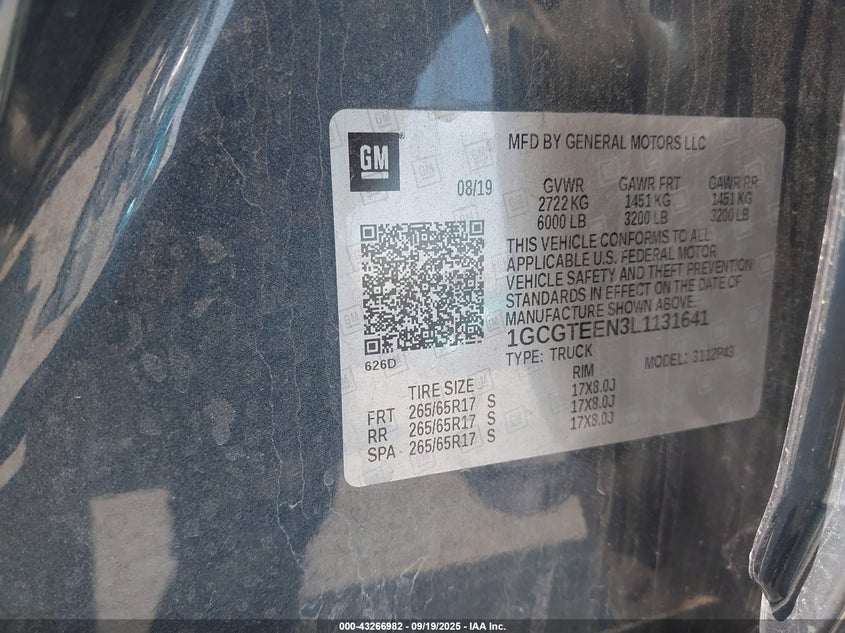 GM
MFD BY GENERAL MOTORS LLC
08/19
GVWR GAWR FRT GAWR RR
2722 KG 1451 KG 1451 KG
6000 LB 3200 LB 3200 LB
THIS VEHICLE CONFORMS TO ALL
APPLICABLE U.S. FEDERAL MOTOR
VEHICLE SAFETY AND THEFT PREVENTION
STANDARDS IN EFFECT ON THE DATE OF
MANUFACTURE SHOWN ABOVE.
1GCGTEEN3L1131641
626D
TYPE: TRUCK MODEL: 3112P43
TIRE SIZE RIM
FRT 265/65R17 S 17X8.0J
RR 265/65R17 S 17X8.0J
SPA 265/65R17 S 17X8.0J
000-43266982 - 09/19/2025 - IAA Inc.